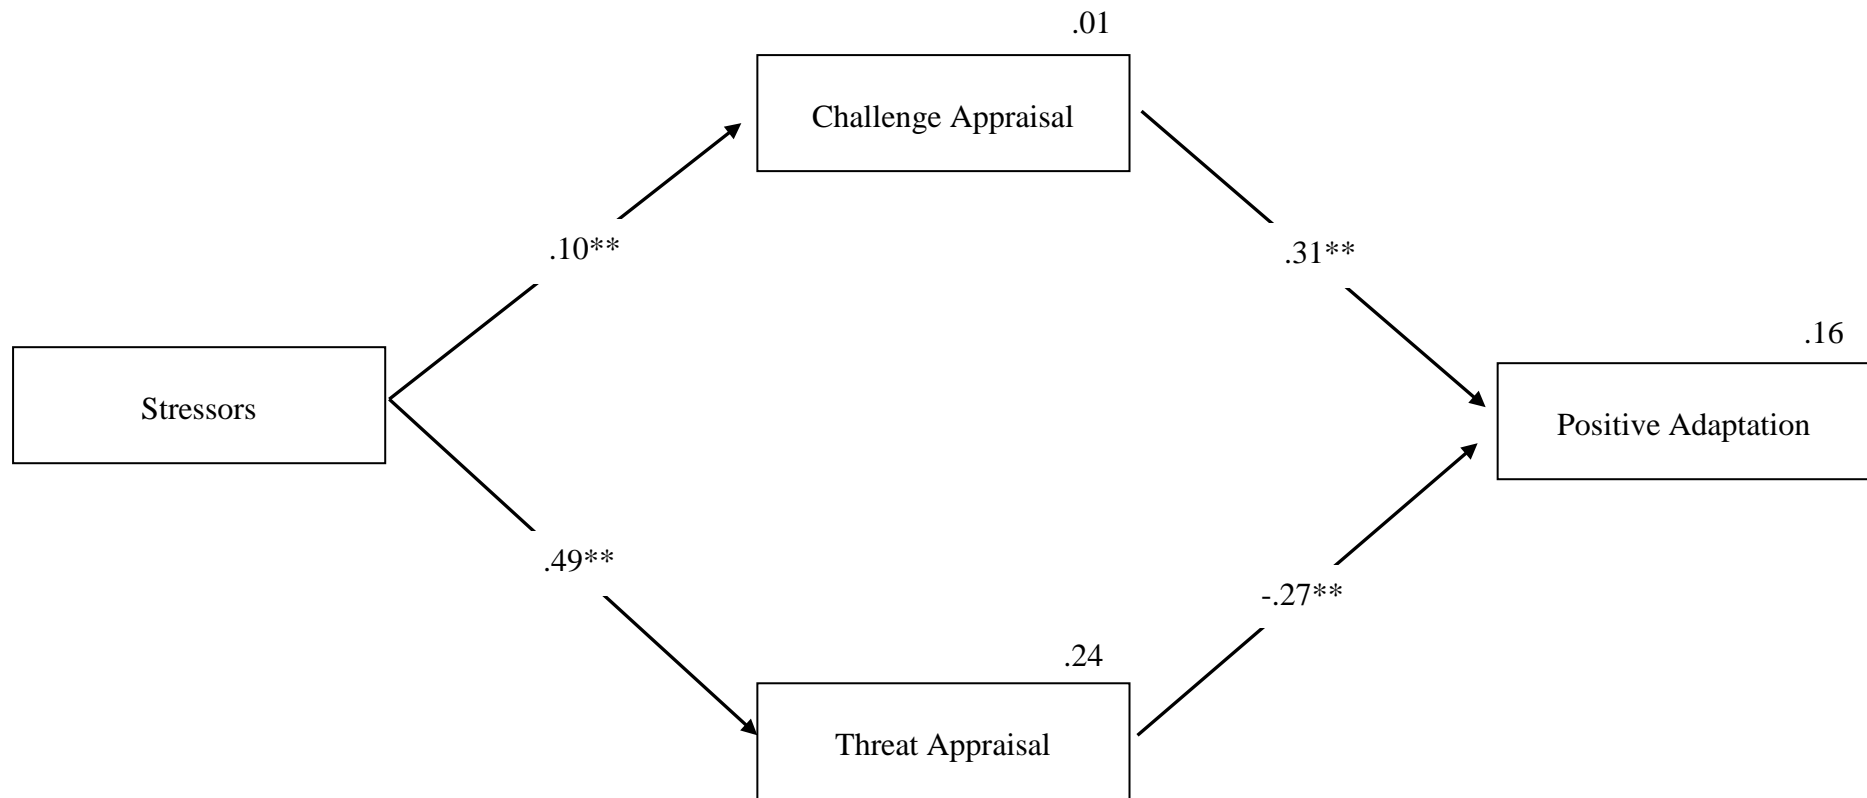 .01
Challenge Appraisal
.10**
.31**
.16
Stressors
Positive Adaptation
.49**
-.27**
.24
Threat Appraisal